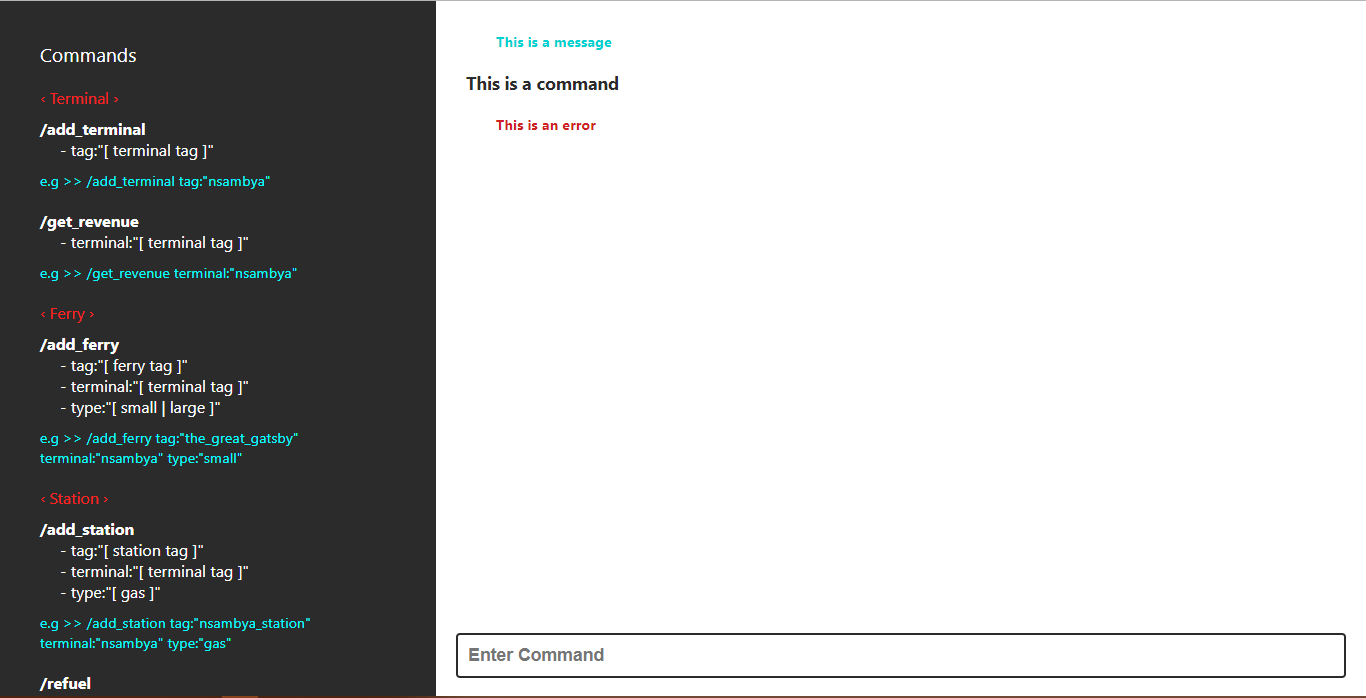 Commands
‹ Terminal ›
/add_terminal
- tag:"[ terminal tag ]"
e.g >> /add_terminal tag:"nsambya"
/get_revenue
- terminal:"[ terminal tag ]"
e.g >> /get_revenue terminal:"nsambya"
‹ Ferry ›
/add_ferry
- tag:"[ ferry tag ]"
- terminal:"[ terminal tag ]"
- type:"[ small | large ]"
e.g >> /add_ferry tag:"the_great_gatsby"
terminal:"nsambya" type:"small"
‹ Station ›
/add_station
- tag:"[ station tag ]"
- terminal:"[ terminal tag ]"
- type:"[ gas ]"
e.g >> /add_station tag:"nsambya_station"
terminal:"nsambya" type:"gas"
/refuel
This is a message
This is a command
This is an error
Enter Command